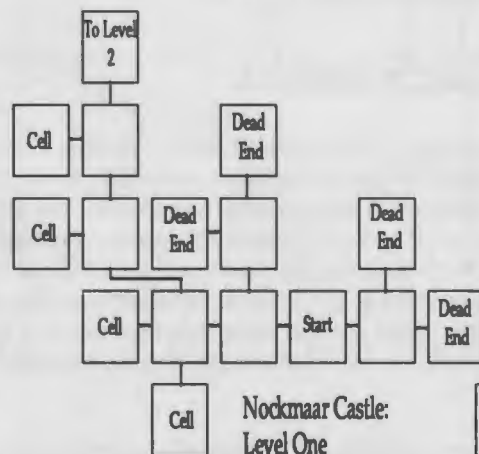 To Level
2
Cell
Dead
End
Cell
Dead
End
Dead
End
Cell
Start
Dead
End
Cell
Nockmaar Castle:
Level One